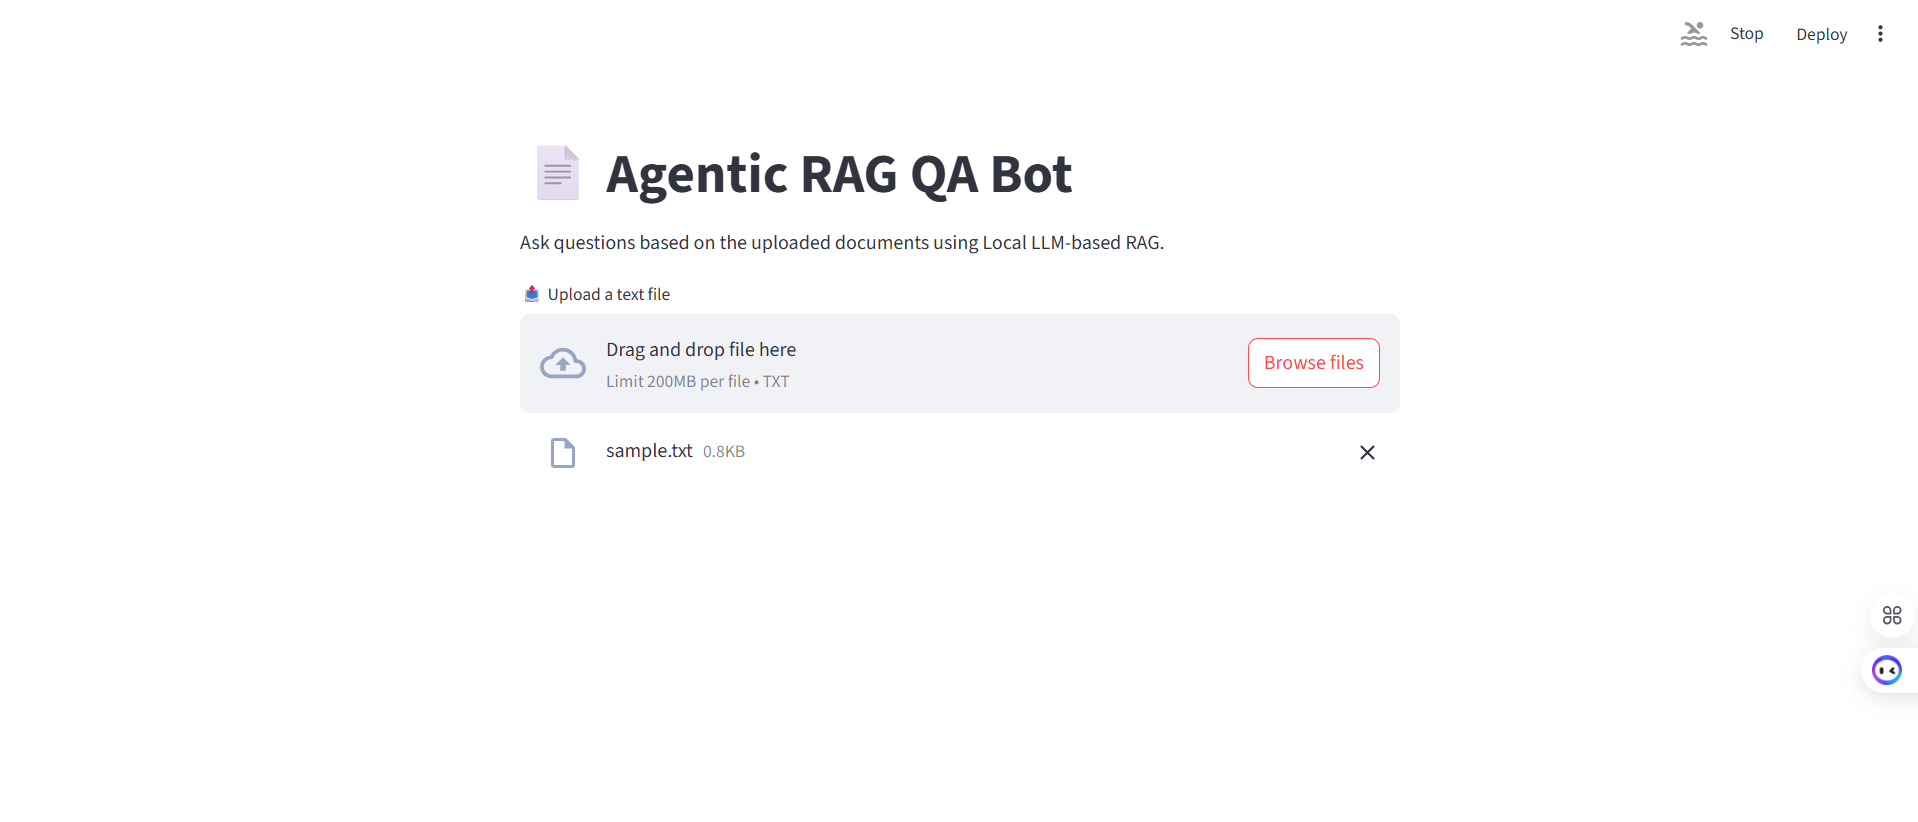 Stop Deploy
Agentic RAG QA Bot
Ask questions based on the uploaded documents using Local LLM-based RAG.
Upload a text file
Drag and drop file here
Limit 200MB per file • TXT
Browse files
sample.txt 0.8KB